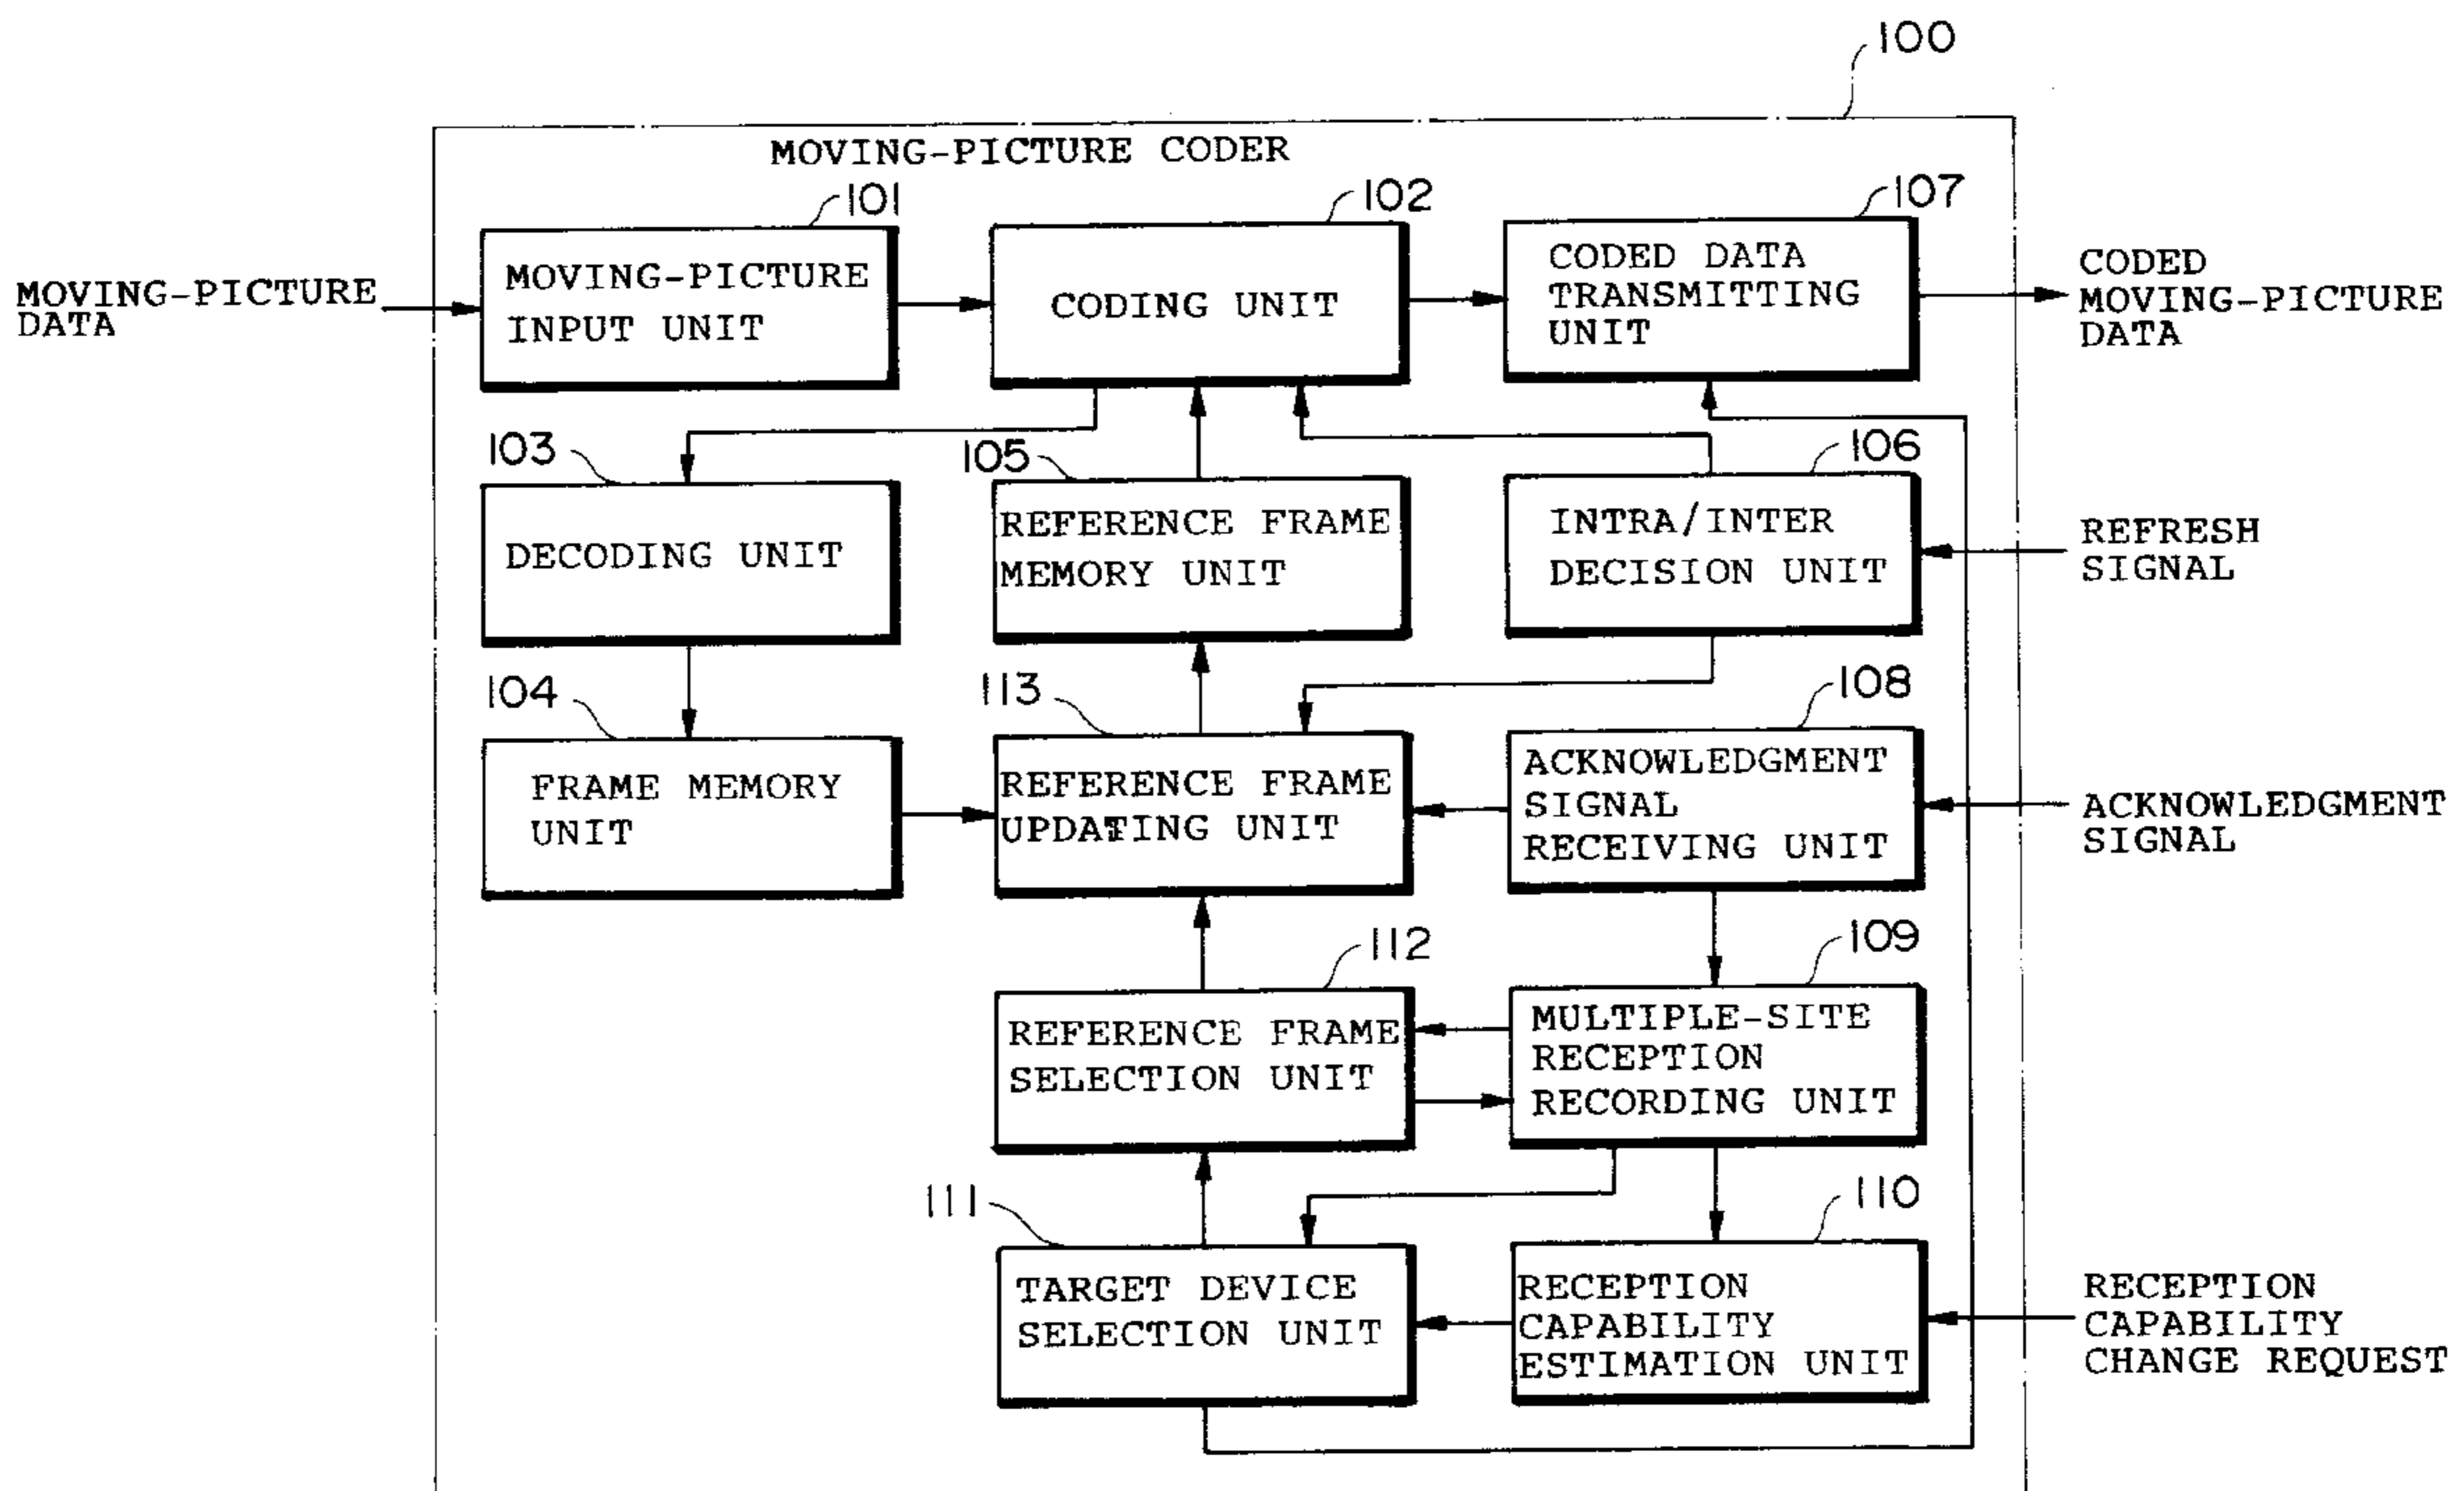 100
MOVING-PICTURE CODER
101
102
107
MOVING-PICTURE
DATA
MOVING-PICTURE
INPUT UNIT
CODING UNIT
CODED DATA
TRANSMITTING
UNIT
CODED
MOVING-PICTURE
DATA
103
105
106
DECODING UNIT
REFERENCE FRAME
MEMORY UNIT
INTRA/INTER
DECISION UNIT
REFRESH
SIGNAL
104
113
108
FRAME MEMORY
UNIT
REFERENCE FRAME
UPDATING UNIT
ACKNOWLEDGMENT
SIGNAL
RECEIVING UNIT
ACKNOWLEDGMENT
SIGNAL
112
109
REFERENCE FRAME
SELECTION UNIT
MULTIPLE-SITE
RECEPTION
RECORDING UNIT
111
110
TARGET DEVICE
SELECTION UNIT
RECEPTION
CAPABILITY
ESTIMATION UNIT
RECEPTION
CAPABILITY
CHANGE REQUEST